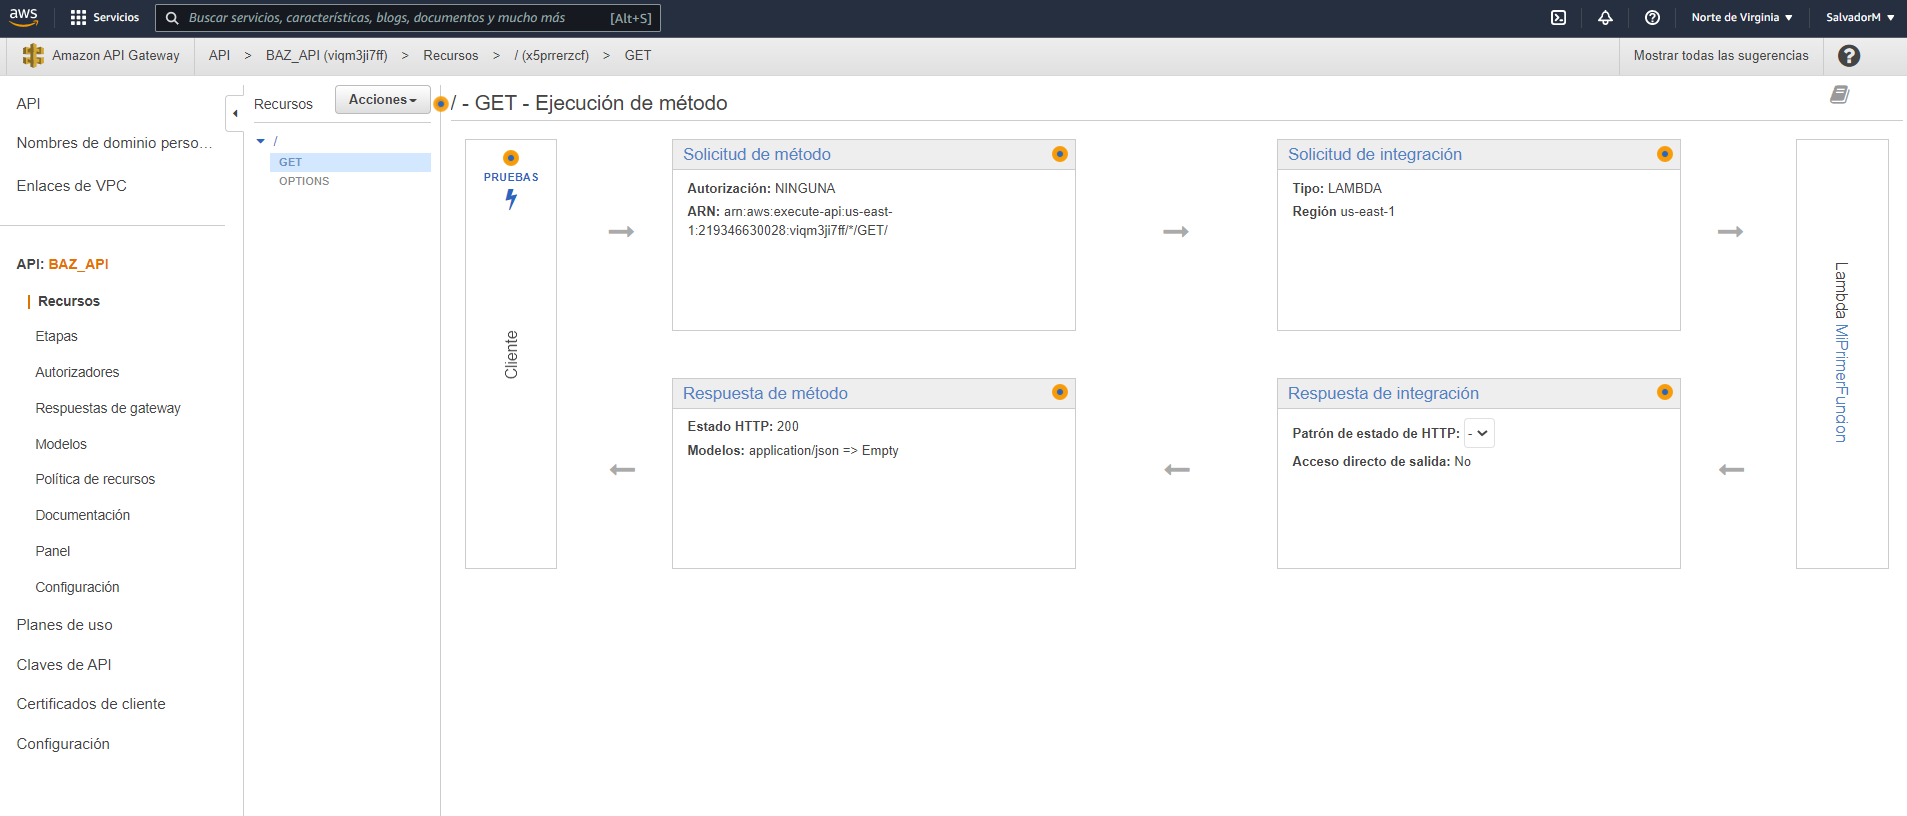 aws
Servicios
Buscar servicios, características, blogs, documentos y mucho más
[Alt+S]
Norte de Virginia
SalvadorM
Amazon API Gateway
API > BAZ_API (viqm3ji7ff) > Recursos > / (x5prrerzcf) > GET
Mostrar todas las sugerencias
API
Nombres de dominio perso...
Enlaces de VPC
API: BAZ_API
Recursos
Etapas
Autorizadores
Respuestas de gateway
Modelos
Política de recursos
Documentación
Panel
Configuración
Planes de uso
Claves de API
Certificados de cliente
Configuración
Recursos
Acciones
/
GET
OPTIONS
/ - GET - Ejecución de método
PRUEBAS
Cliente
Solicitud de método
Autorización: NINGUNA
ARN: arn:aws:execute-api:us-east-
1:219346630028:viqm3ji7ff/*/GET/
Solicitud de integración
Tipo: LAMBDA
Región us-east-1
Respuesta de método
Estado HTTP: 200
Modelos: application/json => Empty
Respuesta de integración
Patrón de estado de HTTP: -
Acceso directo de salida: No
Lambda MiPrimerFuncion